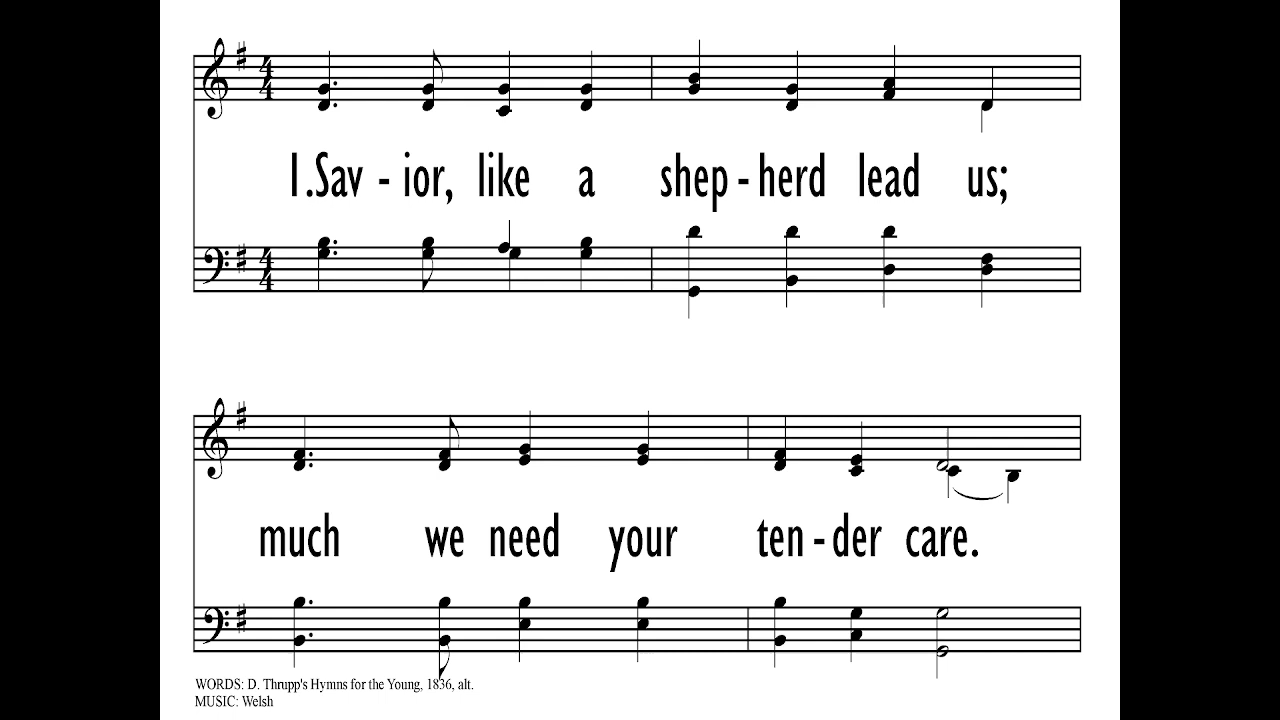 1.Sav - ior, like a shep - herd lead us;
much we need your ten - der care.
WORDS: D. Thrupp's Hymns for the Young, 1836, alt.
MUSIC: Welsh